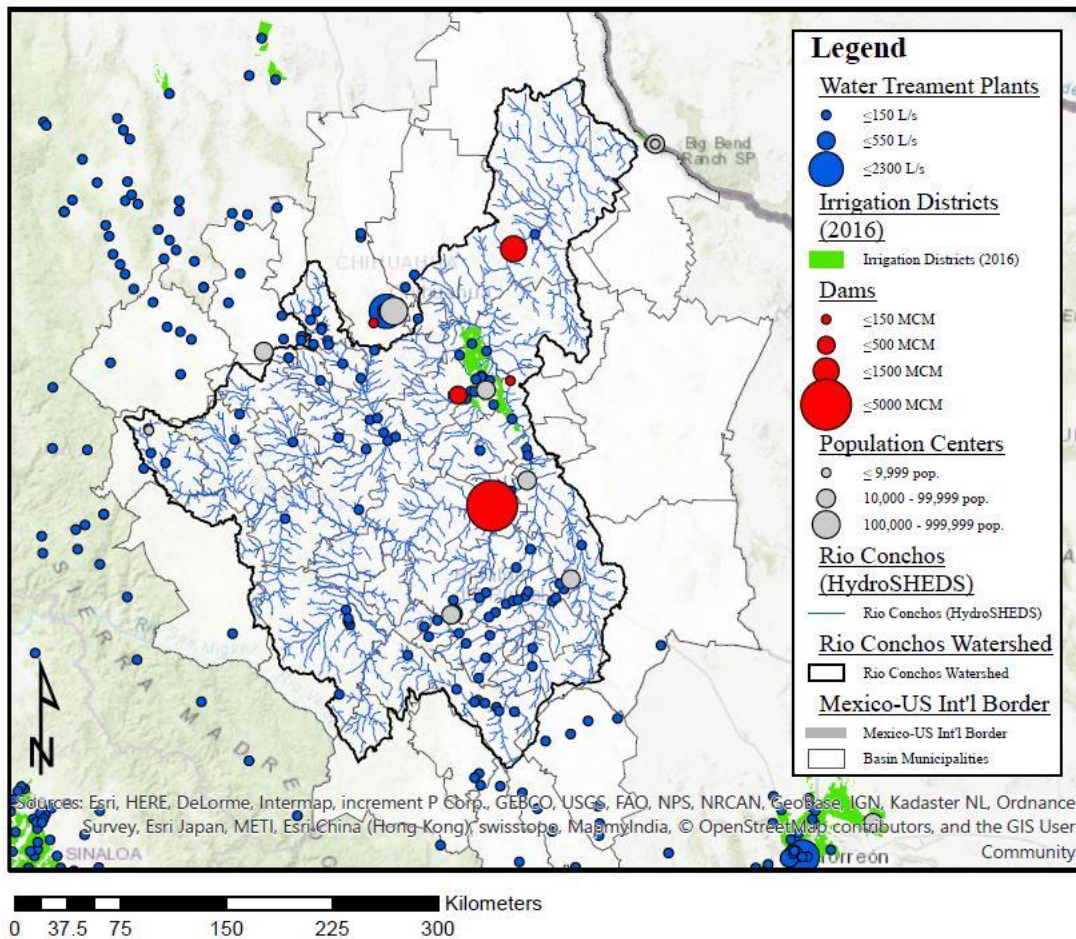 Legend
Water Treament Plants
≤150 L/s
≤550 L/s
≤2300 L/s
Irrigation Districts
(2016)
Irrigation Districts (2016)
Dams
≤150 MCM
≤500 MCM
≤1500 MCM
≤5000 MCM
Population Centers
≤ 9,999 pop.
10,000 - 99,999 pop.
100,000 - 999,999 pop.
Rio Conchos
(HydroSHEDS)
Rio Conchos (HydroSHEDS)
Rio Conchos Watershed
Rio Conchos Watershed
Mexico-US Int'l Border
Mexico-US Int'l Border
Basin Municipalities
Big Bend
Ranch SP
CHIHUAHUA
SIERRA MADRE
N
Sources: Esri, HERE, DeLorme, Intermap, increment P Corp., GEBCO, USGS, FAO, NPS, NRCAN, GeoBase, IGN, Kadaster NL, Ordnance
Survey, Esri Japan, METI, Esri China (Hong Kong), swisstopo, MapmyIndia, © OpenStreetMap contributors, and the GIS User
Community
SINALOA
Torreón
Kilometers
0 37.5 75 150 225 300